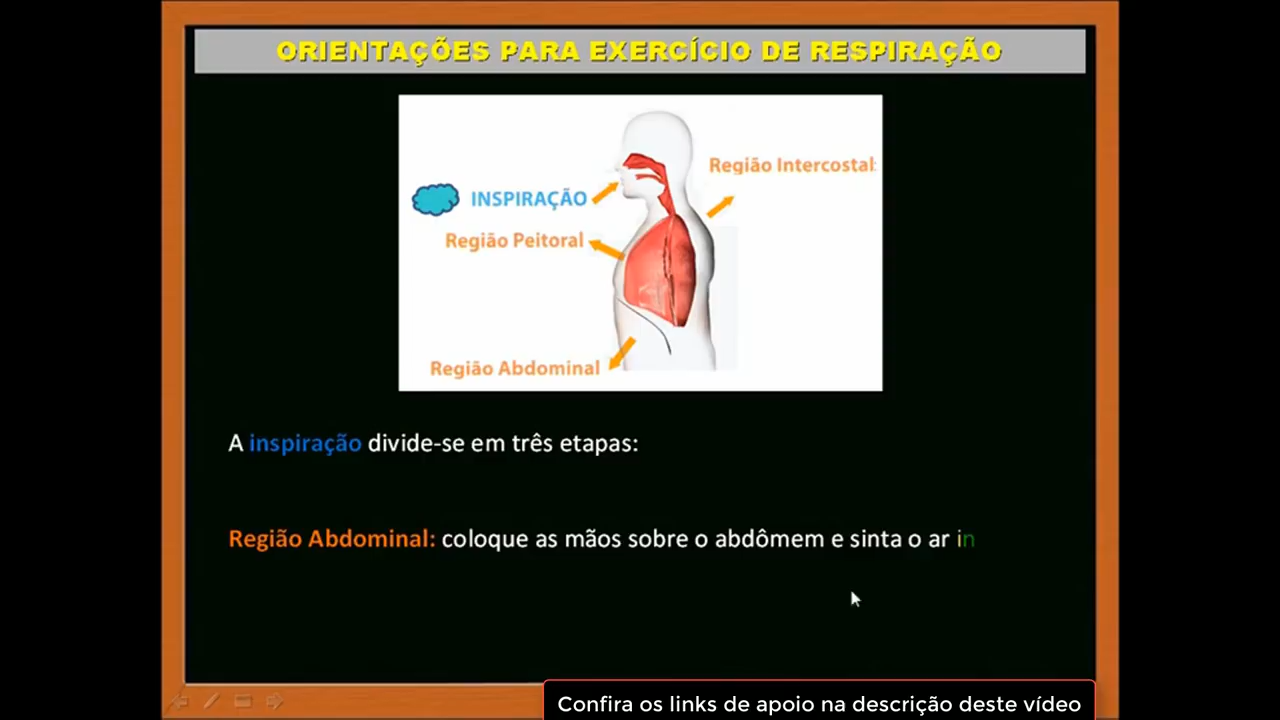 ORIENTAÇÕES PARA EXERCÍCIO DE RESPIRAÇÃO
Região Intercostal:
INSPIRAÇÃO
Região Peitoral
Região Abdominal
A inspiração divide-se em três etapas:
Região Abdominal: coloque as mãos sobre o abdômem e sinta o ar in
Confira os links de apoio na descrição deste vídeo